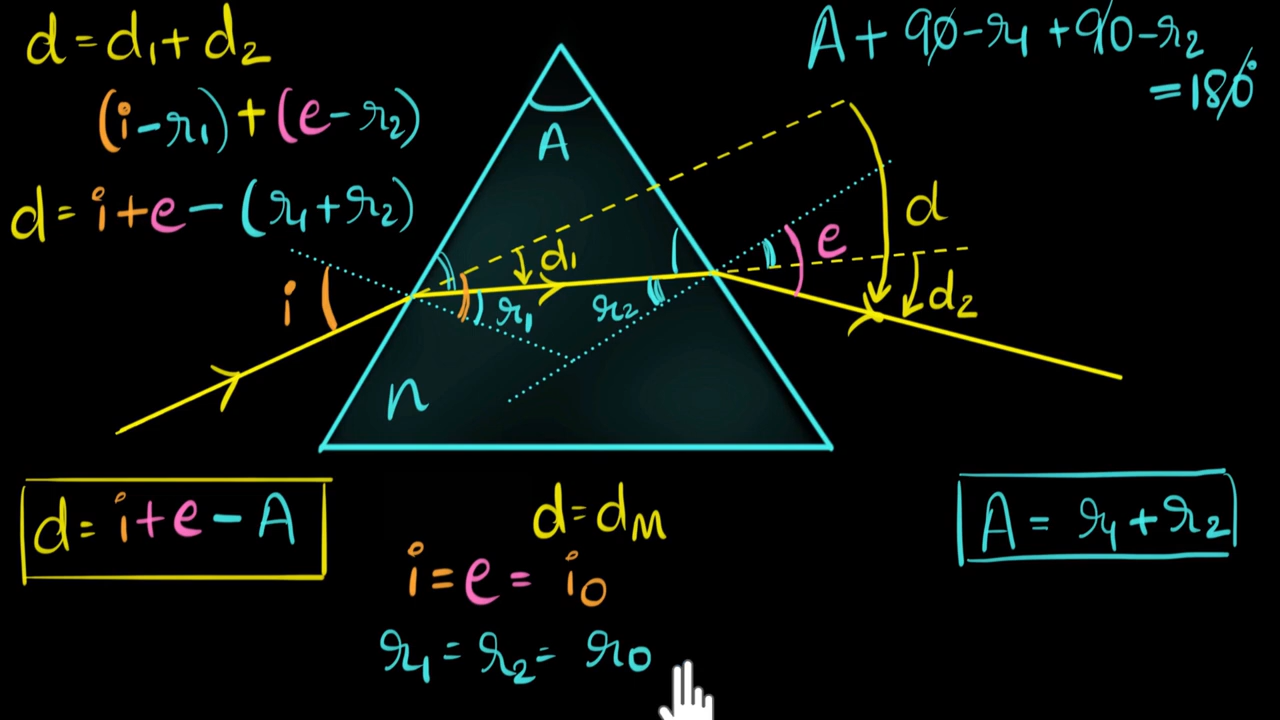 d = d₁ + d₂
(i - r₁) + (e - r₂)
d = i + e - (r₁ + r₂)
A + 90 - r₁ + 90 - r₂
= 180°
A
d
d₁
e
i
r₁
r₂
d₂
n
d = i + e - A
d = dM
i = e = i₀
r₁ = r₂ = r₀
A = r₁ + r₂